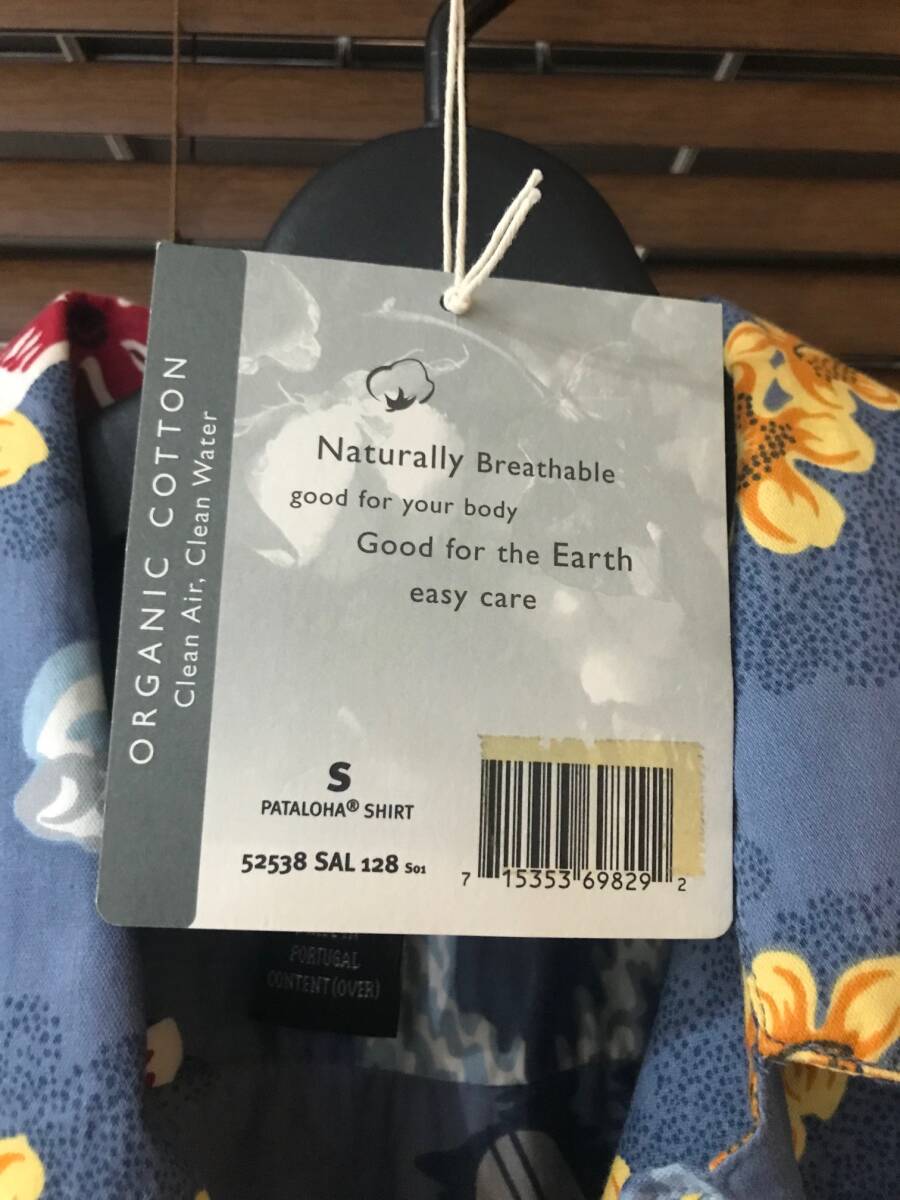 ORGANIC COTTON
Clean Air, Clean Water
Naturally Breathable
good for your body
Good for the Earth
easy care
S
PATALOHA® SHIRT
52538 SAL 128 S01
7 15353 69829 2
PORTUGAL
CONTENT (OVER)